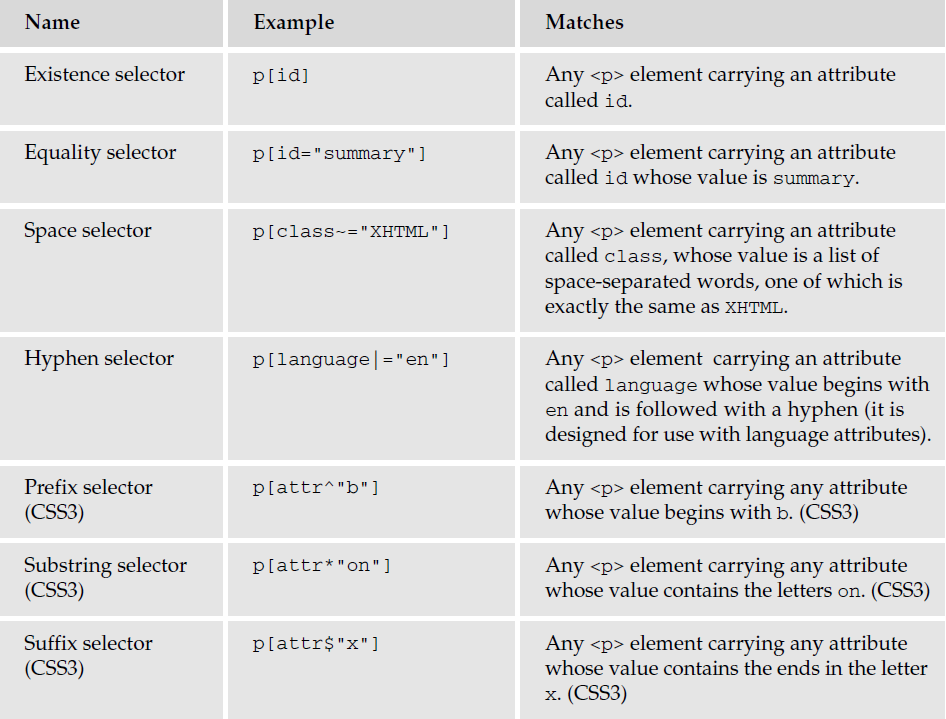 Name Example Matches
Existence selector p[id] Any <p> element carrying an attribute
called id.
Equality selector p[id="summary"] Any <p> element carrying an attribute
called id whose value is summary.
Space selector p[class~="XHTML"] Any <p> element carrying an attribute
called class, whose value is a list of
space-separated words, one of which is
exactly the same as XHTML.
Hyphen selector p[language|="en"] Any <p> element carrying an attribute
called language whose value begins with
en and is followed with a hyphen (it is
designed for use with language attributes).
Prefix selector p[attr^"b"] Any <p> element carrying any attribute
(CSS3) whose value begins with b. (CSS3)
Substring selector p[attr*"on"] Any <p> element carrying any attribute
(CSS3) whose value contains the letters on. (CSS3)
Suffix selector p[attr$"x"] Any <p> element carrying any attribute
(CSS3) whose value contains the ends in the letter
x. (CSS3)